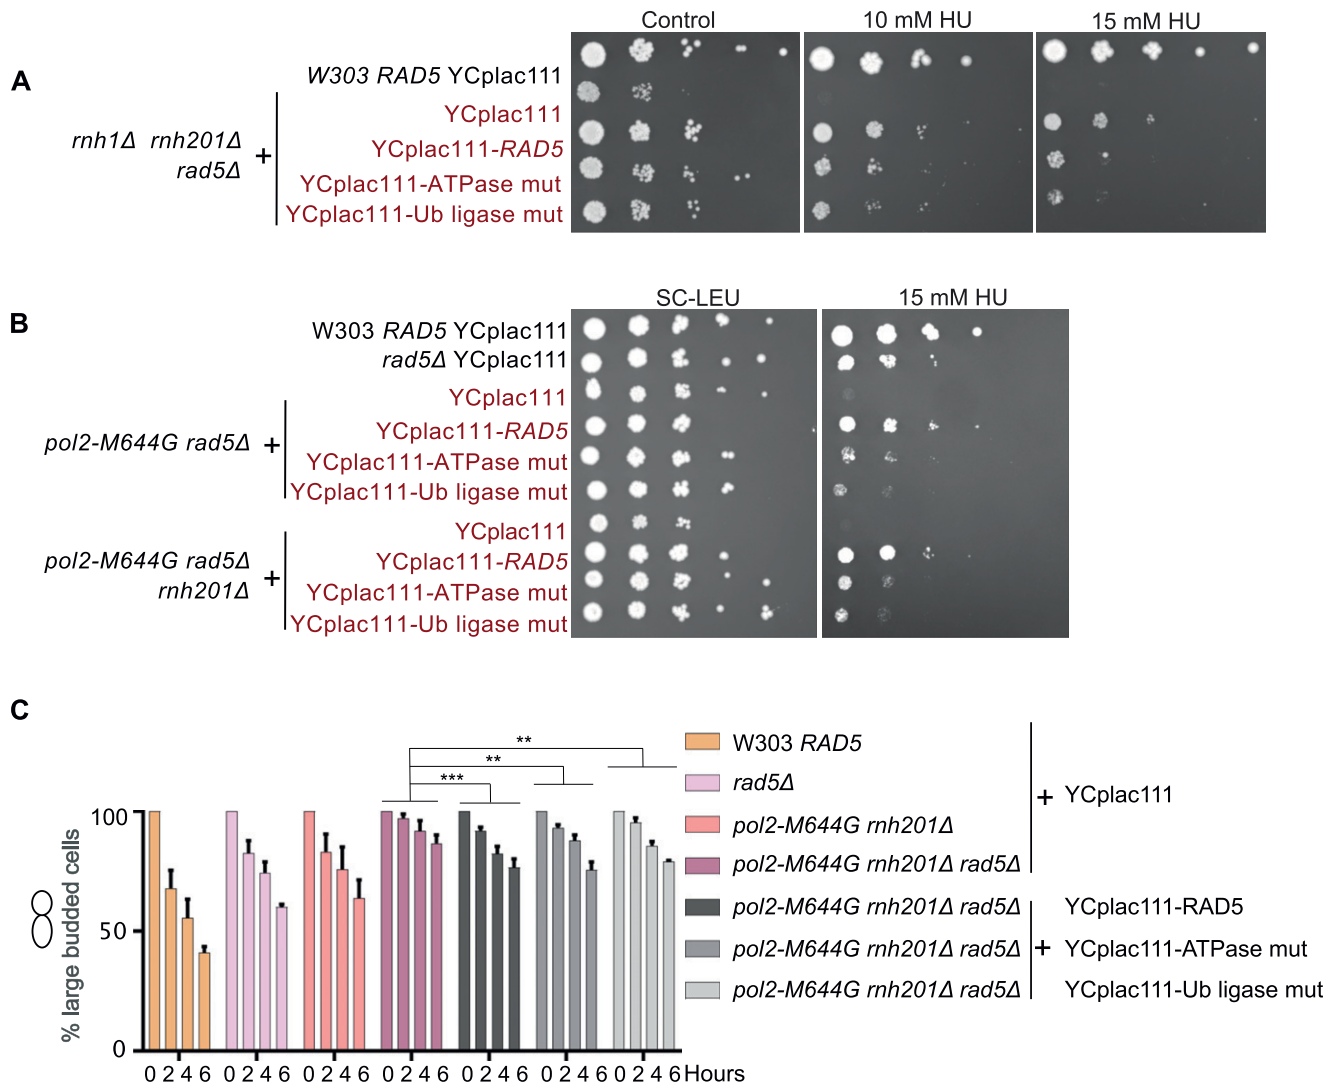 A
Control
10 mM HU
15 mM HU
W303 RAD5 YCplac111
rnh1Δ rnh201Δ
rad5Δ
+
YCplac111
YCplac111-RAD5
YCplac111-ATPase mut
YCplac111-Ub ligase mut
B
SC-LEU
15 mM HU
W303 RAD5 YCplac111
rad5Δ YCplac111
pol2-M644G rad5Δ +
YCplac111
YCplac111-RAD5
YCplac111-ATPase mut
YCplac111-Ub ligase mut
pol2-M644G rad5Δ
rnh201Δ
+
YCplac111
YCplac111-RAD5
YCplac111-ATPase mut
YCplac111-Ub ligase mut
C
% large budded cells
100
50
0
**
**
***
0 2 4 6 0 2 4 6 0 2 4 6 0 2 4 6 0 2 4 6 0 2 4 6 0 2 4 6 Hours
W303 RAD5
rad5Δ
pol2-M644G rnh201Δ
pol2-M644G rnh201Δ rad5Δ
+ YCplac111
pol2-M644G rnh201Δ rad5Δ
pol2-M644G rnh201Δ rad5Δ
pol2-M644G rnh201Δ rad5Δ
+
YCplac111-RAD5
YCplac111-ATPase mut
YCplac111-Ub ligase mut